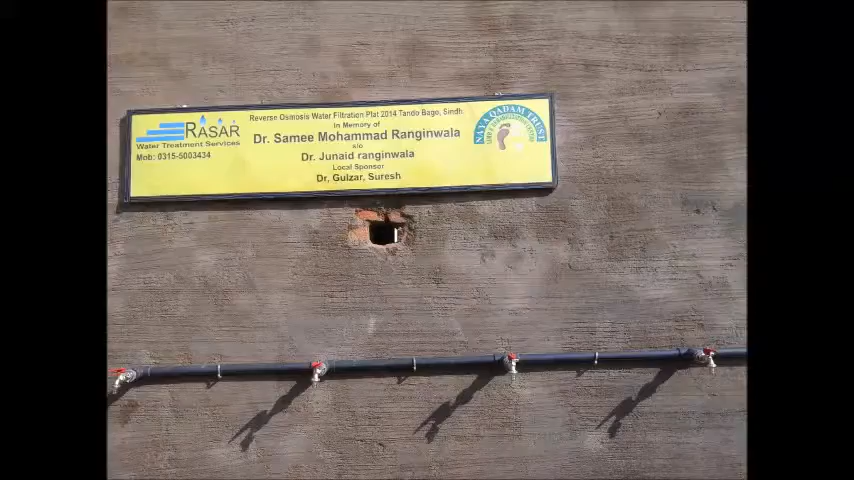 RASAR
Water Treatment Services
Mob: 0315-5003434
Reverse Osmosis Water Filtration Plat 2014 Tando Bago, Sindh
In Memory of
Dr. Samee Mohammad Ranginwala
s/o
Dr. Junaid ranginwala
Local Sponser
Dr, Gulzar, Suresh
NAYA QADAM TRUST